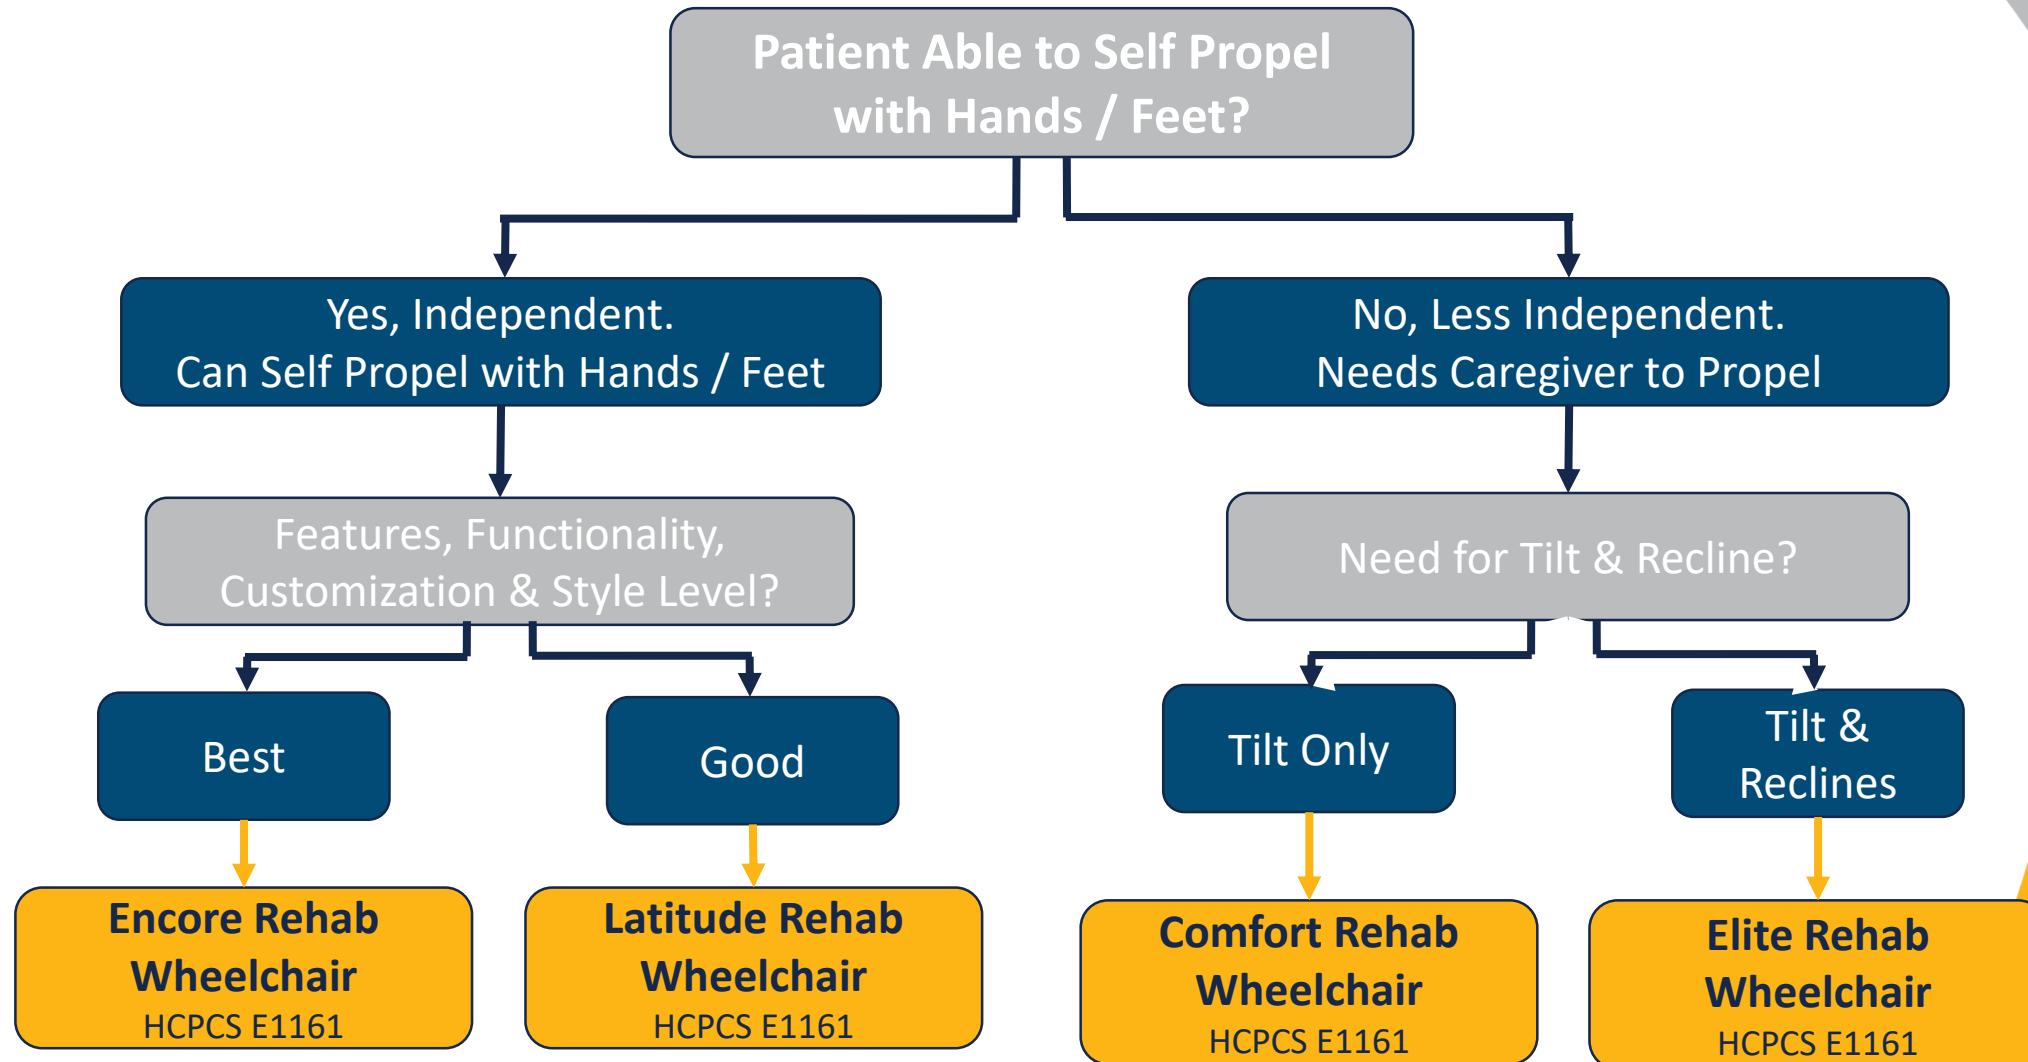 Patient Able to Self Propel
with Hands / Feet?
Yes, Independent.
Can Self Propel with Hands / Feet
No, Less Independent.
Needs Caregiver to Propel
Features, Functionality,
Customization & Style Level?
Need for Tilt & Recline?
Best
Good
Tilt Only
Tilt &
Reclines
Encore Rehab
Wheelchair
HCPCS E1161
Latitude Rehab
Wheelchair
HCPCS E1161
Comfort Rehab
Wheelchair
HCPCS E1161
Elite Rehab
Wheelchair
HCPCS E1161